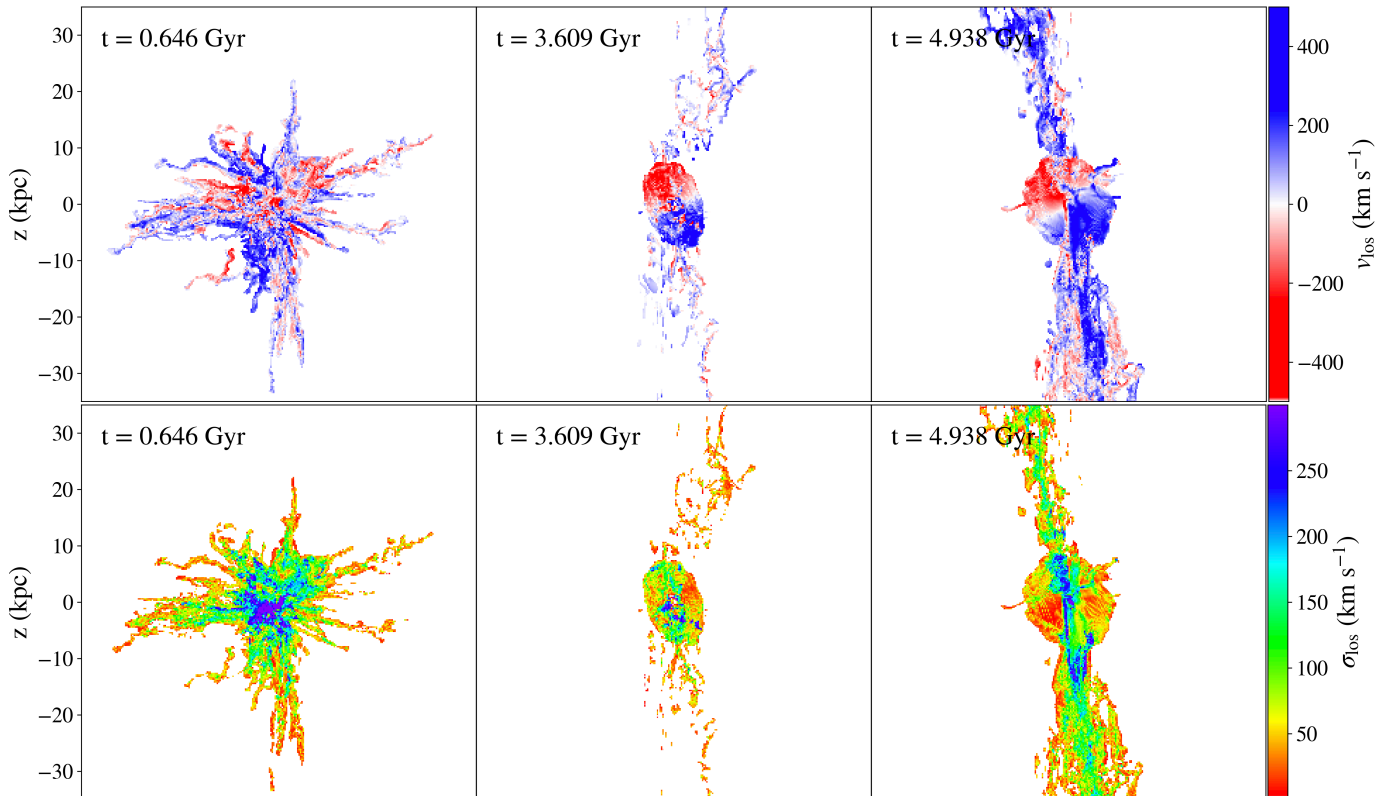 t = 0.646 Gyr
t = 3.609 Gyr
t = 4.938 Gyr
30
20
10
0
−10
−20
−30
z (kpc)
400
200
0
−200
−400
v_los (km s⁻¹)
t = 0.646 Gyr
t = 3.609 Gyr
t = 4.938 Gyr
30
20
10
0
−10
−20
−30
z (kpc)
250
200
150
100
50
σ_los (km s⁻¹)